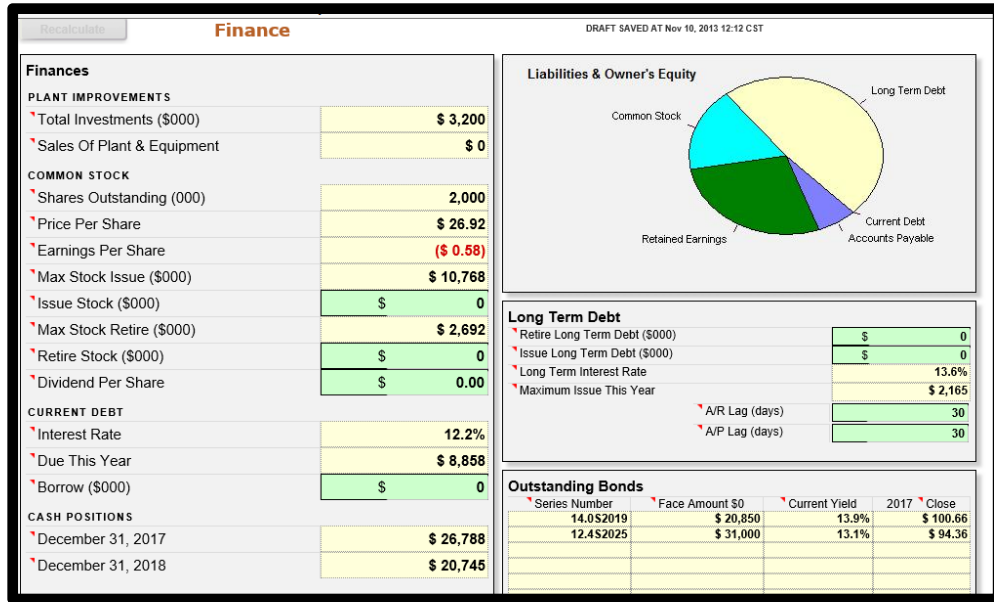 Recalculate
Finance
DRAFT SAVED AT Nov 10, 2013 12:12 CST
Finances
PLANT IMPROVEMENTS
Total Investments ($000) $ 3,200
Sales Of Plant & Equipment $ 0
COMMON STOCK
Shares Outstanding (000) 2,000
Price Per Share $ 26.92
Earnings Per Share ($ 0.58)
Max Stock Issue ($000) $ 10,768
Issue Stock ($000) $ 0
Max Stock Retire ($000) $ 2,692
Retire Stock ($000) $ 0
Dividend Per Share $ 0.00
CURRENT DEBT
Interest Rate 12.2%
Due This Year $ 8,858
Borrow ($000) $ 0
CASH POSITIONS
December 31, 2017 $ 26,788
December 31, 2018 $ 20,745
Liabilities & Owner's Equity
Long Term Debt
Common Stock
Current Debt
Retained Earnings
Accounts Payable
Long Term Debt
Retire Long Term Debt ($000) $ 0
Issue Long Term Debt ($000) $ 0
Long Term Interest Rate 13.6%
Maximum Issue This Year $ 2,165
A/R Lag (days) 30
A/P Lag (days) 30
Outstanding Bonds
Series Number Face Amount $0 Current Yield 2017 Close
14.0S2019 $ 20,850 13.9% $ 100.66
12.4S2025 $ 31,000 13.1% $ 94.36